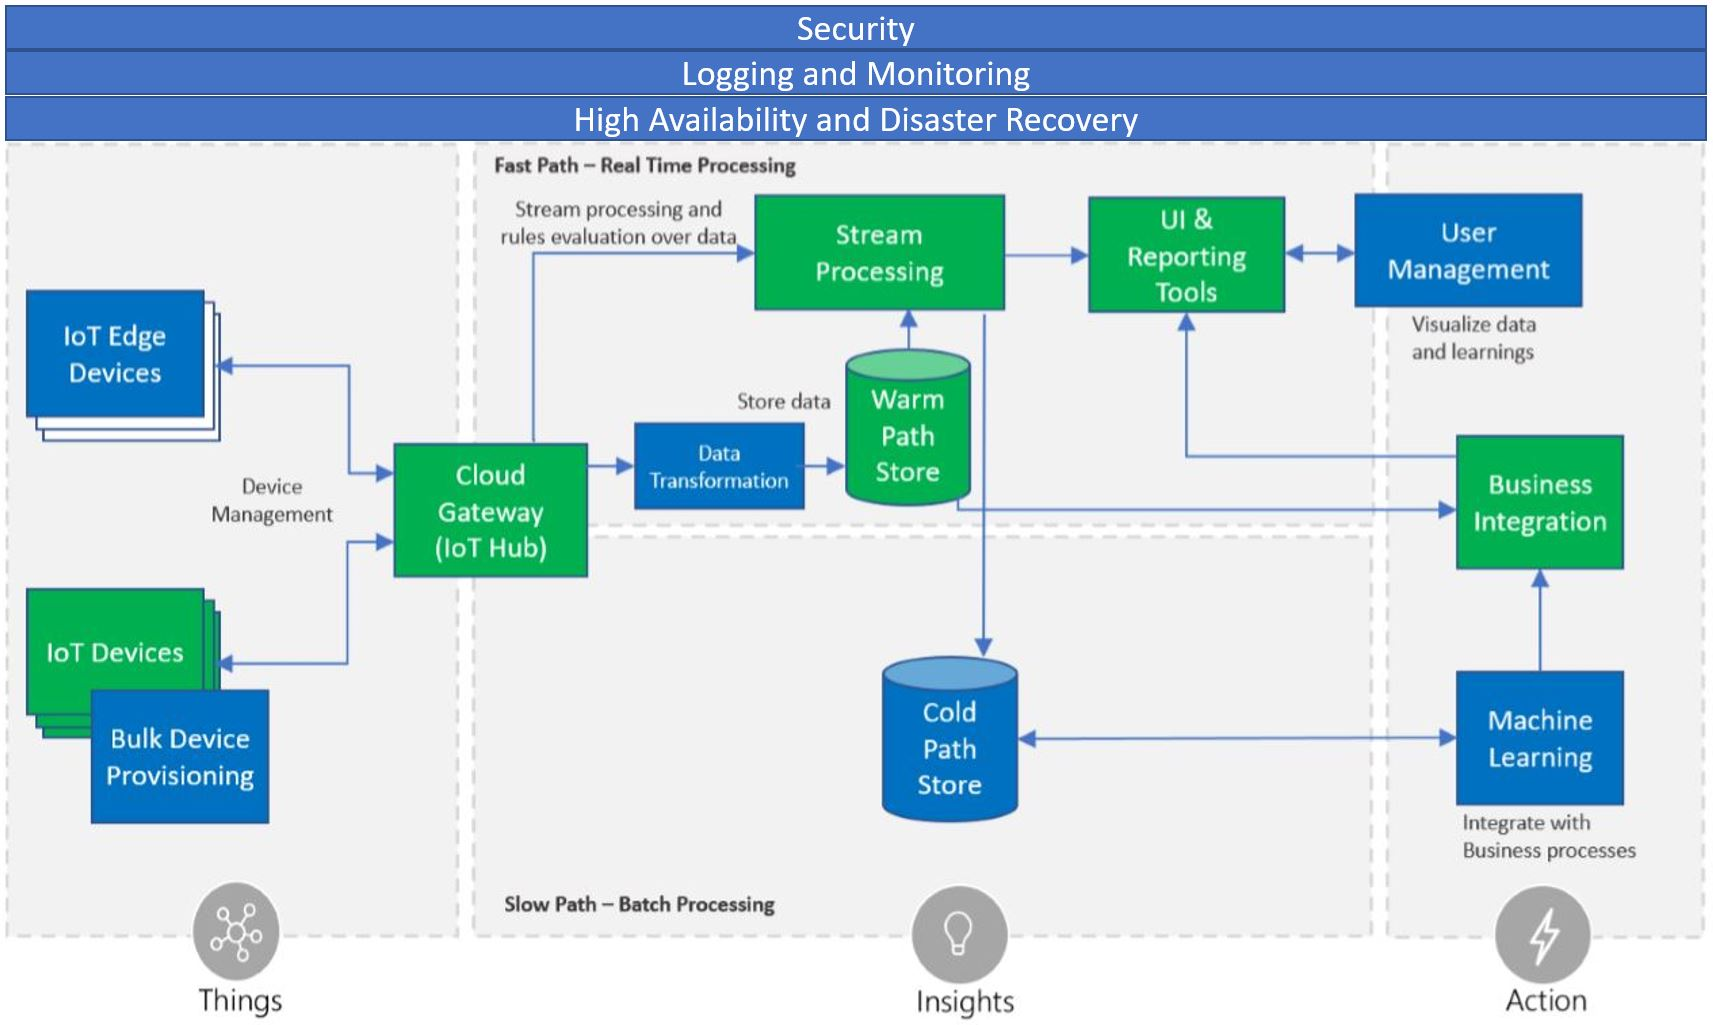 Security
Logging and Monitoring
High Availability and Disaster Recovery
Fast Path – Real Time Processing
Stream processing and
rules evaluation over data
Stream
Processing
UI &
Reporting
Tools
User
Management
Visualize data
and learnings
IoT Edge
Devices
Store data
Warm
Path
Store
Data
Transformation
Cloud
Gateway
(IoT Hub)
Device
Management
Business
Integration
IoT Devices
Bulk Device
Provisioning
Cold
Path
Store
Machine
Learning
Integrate with
Business processes
Slow Path – Batch Processing
Things
Insights
Action